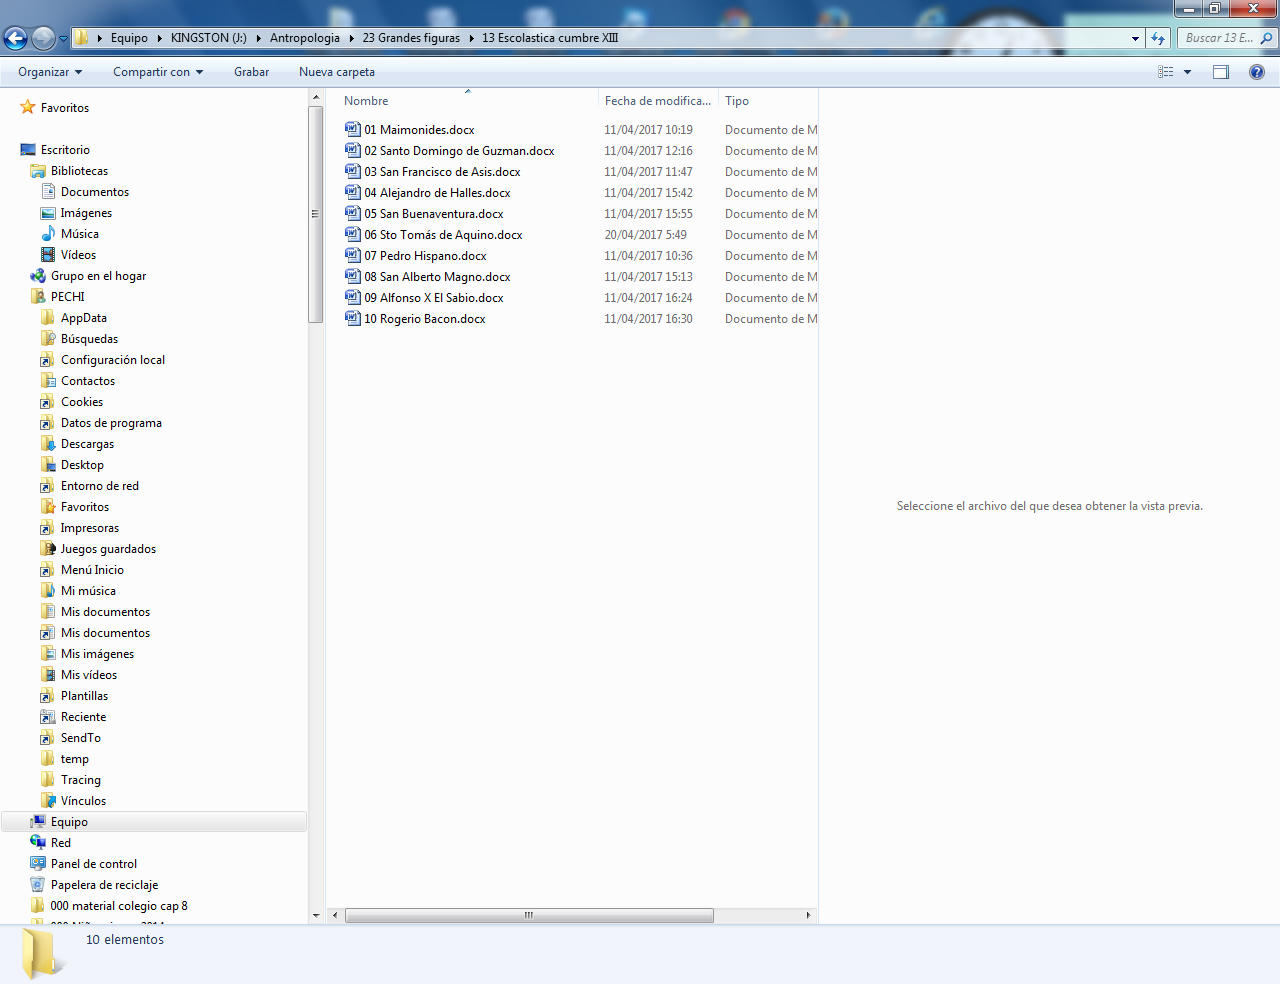 Equipo KINGSTON (J:) Antropologia 23 Grandes figuras 13 Escolastica cumbre XIII
Buscar 13 E...
Organizar Compartir con Grabar Nueva carpeta
Favoritos
Escritorio
Bibliotecas
Documentos
Imágenes
Música
Vídeos
Grupo en el hogar
PECHI
AppData
Búsquedas
Configuración local
Contactos
Cookies
Datos de programa
Descargas
Desktop
Entorno de red
Favoritos
Impresoras
Juegos guardados
Menú Inicio
Mi música
Mis documentos
Mis documentos
Mis imágenes
Mis vídeos
Plantillas
Reciente
SendTo
temp
Tracing
Vínculos
Equipo
Red
Panel de control
Papelera de reciclaje
000 material colegio cap 8
Nombre Fecha de modifica... Tipo
01 Maimonides.docx 11/04/2017 10:19 Documento de M
02 Santo Domingo de Guzman.docx 11/04/2017 12:16 Documento de M
03 San Francisco de Asis.docx 11/04/2017 11:47 Documento de M
04 Alejandro de Halles.docx 11/04/2017 15:42 Documento de M
05 San Buenaventura.docx 11/04/2017 15:55 Documento de M
06 Sto Tomás de Aquino.docx 20/04/2017 5:49 Documento de M
07 Pedro Hispano.docx 11/04/2017 10:36 Documento de M
08 San Alberto Magno.docx 11/04/2017 15:13 Documento de M
09 Alfonso X El Sabio.docx 11/04/2017 16:24 Documento de M
10 Rogerio Bacon.docx 11/04/2017 16:30 Documento de M
Seleccione el archivo del que desea obtener la vista previa.
10 elementos